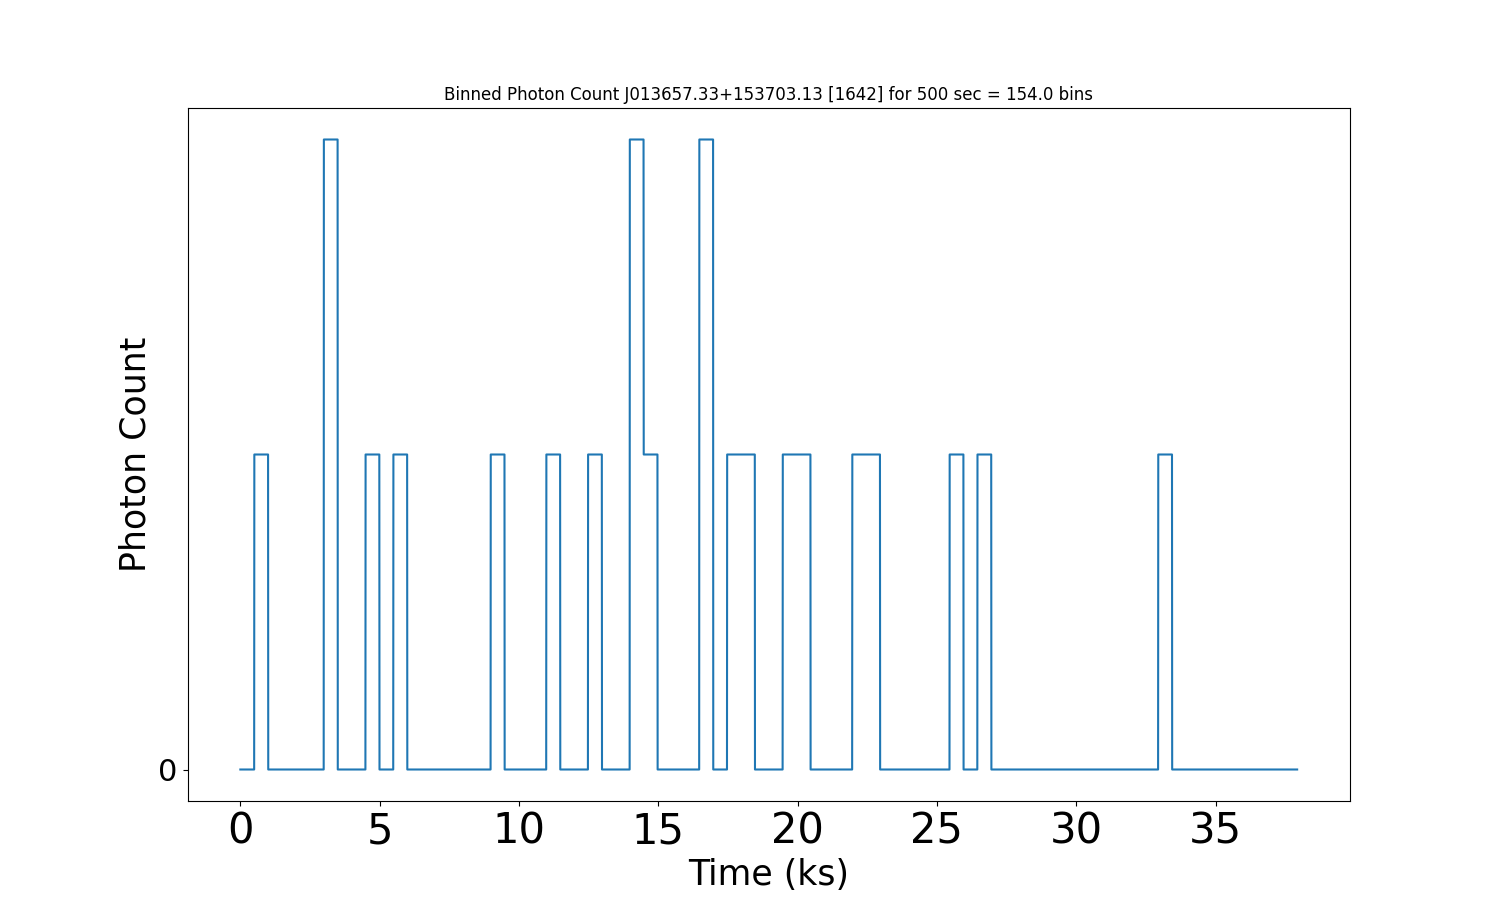 Binned Photon Count J013657.33+153703.13 [1642] for 500 sec = 154.0 bins
Photon Count
0
0 5 10 15 20 25 30 35
Time (ks)